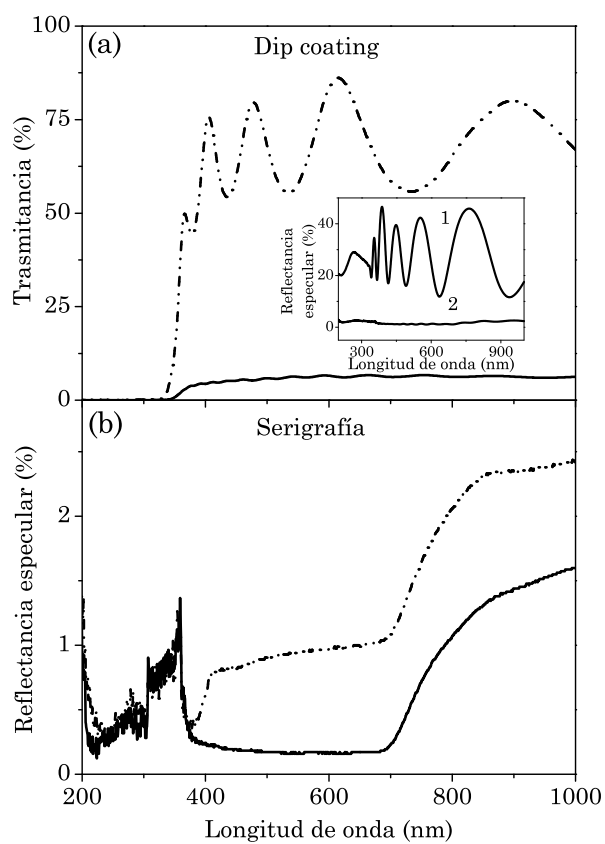 100
(a)
Dip coating
75
50
25
0
Trasmitancia (%)
40
20
0
1
2
Reflectancia
especular (%)
300
600
900
Longitud de onda (nm)
(b)
Serigrafía
2
1
0
Reflectancia especular (%)
200
400
600
800
1000
Longitud de onda (nm)